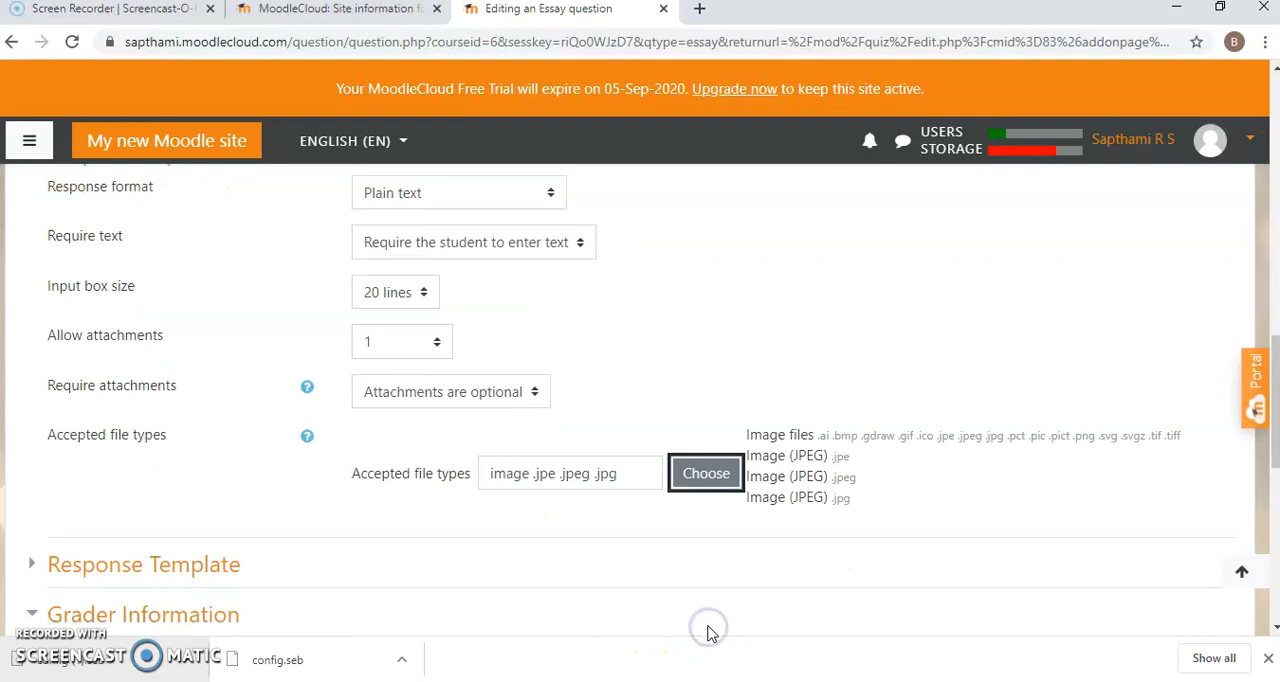 Screen Recorder | Screencast-O-
MoodleCloud: Site information f
Editing an Essay question
sapthami.moodlecloud.com/question/question.php?courseid=6&sesskey=riQo0WJzD7&qtype=essay&returnurl=%2Fmod%2Fquiz%2Fedit.php%3Fcmid%3D83%26addonpage%...
B
Your MoodleCloud Free Trial will expire on 05-Sep-2020. Upgrade now to keep this site active.
My new Moodle site
ENGLISH (EN)
USERS
STORAGE
Sapthami R S
Response format
Plain text
Require text
Require the student to enter text
Input box size
20 lines
Allow attachments
1
Require attachments
Attachments are optional
Portal
Accepted file types
Image files .ai .bmp .gdraw .gif .ico .jpe .jpeg .jpg .pct .pic .pict .png .svg .svgz .tif .tiff
Image (JPEG) .jpe
Accepted file types
image .jpe .jpeg .jpg
Choose
Image (JPEG) .jpeg
Image (JPEG) .jpg
Response Template
Grader Information
RECORDED WITH
SCREENCAST MATIC
config.seb
Show all